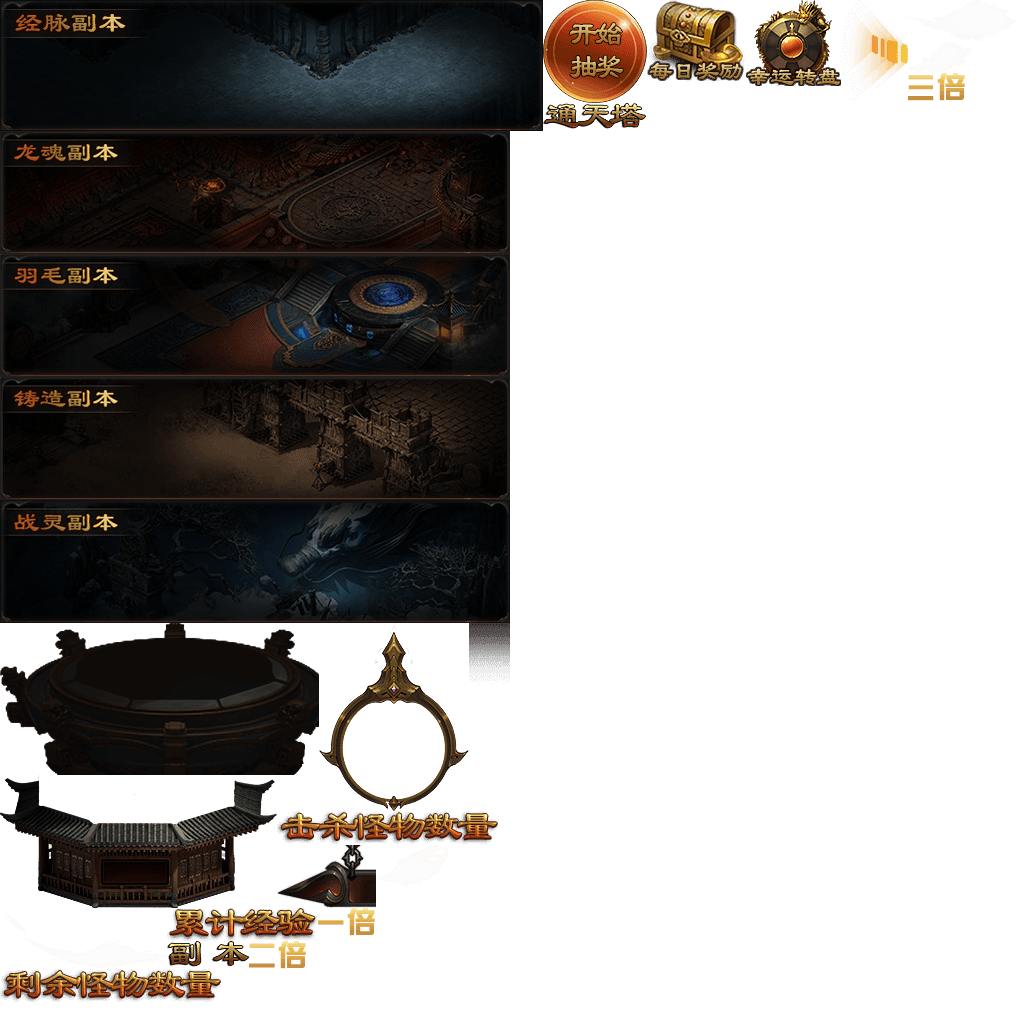 经脉副本
开始
抽奖
每日奖励
幸运转盘
三倍
通天塔
龙魂副本
羽毛副本
铸造副本
战灵副本
击杀怪物数量
累计经验
一倍
副 本
二倍
剩余怪物数量